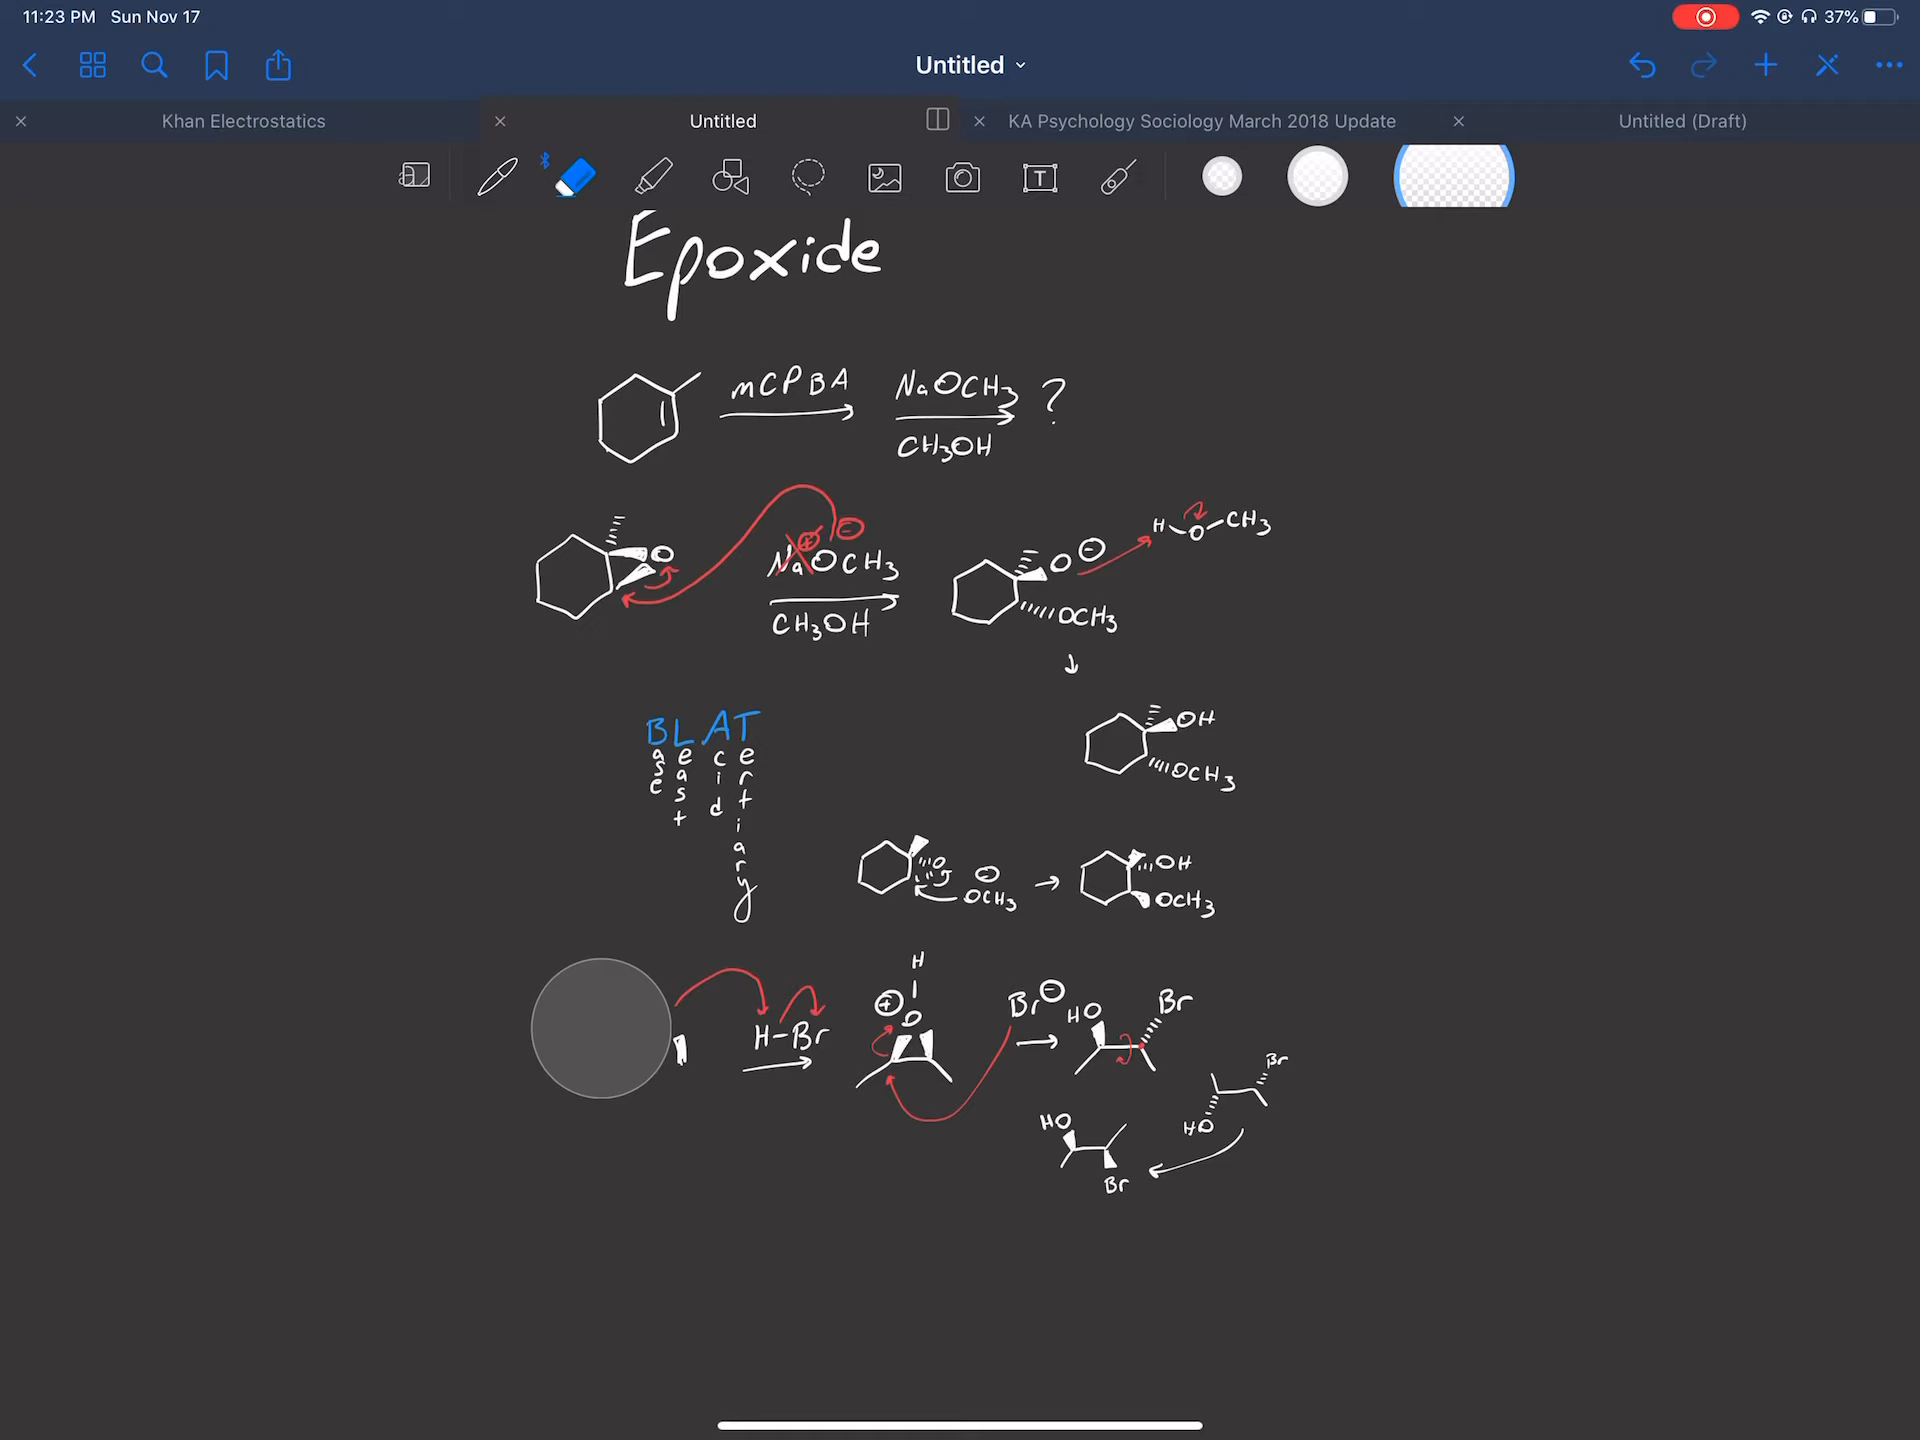 11:23 PM Sun Nov 17
37%
Untitled
Khan Electrostatics
Untitled
KA Psychology Sociology March 2018 Update
Untitled (Draft)
T
Epoxide
mCPBA
NaOCH3
?
CH3OH
O
⊕ ⊖
NaOCH3
CH3OH
O ⊖
OCH3
H O CH3
OH
OCH3
BLAT
Base
Least
Acid
Tertiary
O
⊖
OCH3
OH
OCH3
H-Br
H
⊕
O
Br ⊖
HO
Br
HO
Br
HO
Br